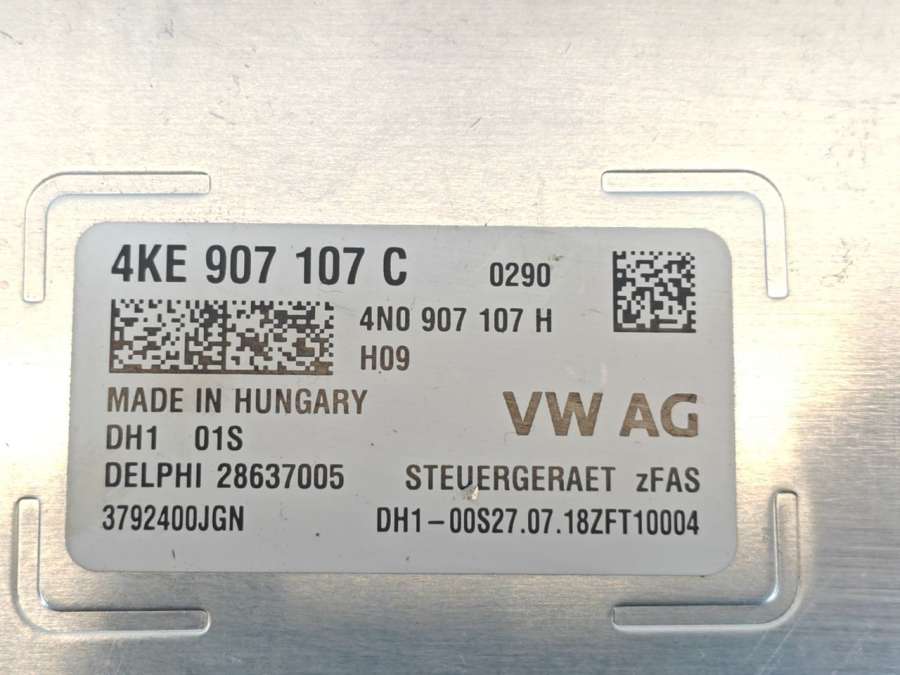 4KE 907 107 C 0290
4N0 907 107 H
H09
MADE IN HUNGARY
VW AG
DH1 01S
DELPHI 28637005 STEUERGERAET zFAS
3792400JGN DH1-00S27.07.18ZFT10004